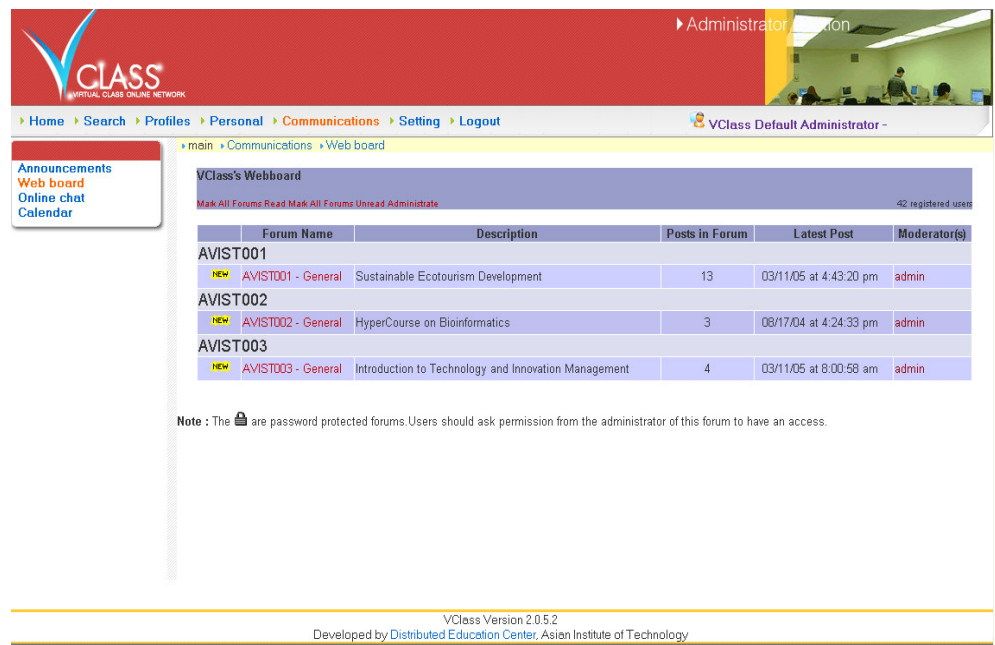 Administrator Section
VCLASS
VIRTUAL CLASS ONLINE NETWORK
Home Search Profiles Personal Communications Setting Logout
VClass Default Administrator -
main Communications Web board
Announcements
Web board
Online chat
Calendar
VClass's Webboard
Mark All Forums Read Mark All Forums Unread Administrate
42 registered users
Forum Name Description Posts in Forum Latest Post Moderator(s)
AVIST001
NEW AVIST001 - General Sustainable Ecotourism Development 13 03/11/05 at 4:43:20 pm admin
AVIST002
NEW AVIST002 - General HyperCourse on Bioinformatics 3 08/17/04 at 4:24:33 pm admin
AVIST003
NEW AVIST003 - General Introduction to Technology and Innovation Management 4 03/11/05 at 8:00:58 am admin
Note : The are password protected forums.Users should ask permission from the administrator of this forum to have an access.
VClass Version 2.0.5.2
Developed by Distributed Education Center, Asian Institute of Technology